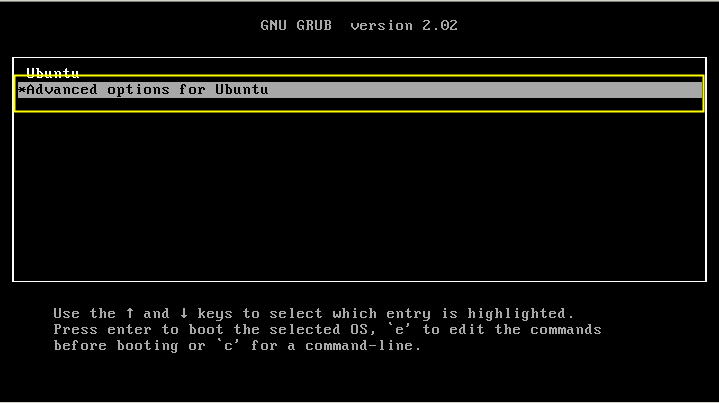 GNU GRUB  version 2.02
Ubuntu
*Advanced options for Ubuntu
Use the ↑ and ↓ keys to select which entry is highlighted.
Press enter to boot the selected OS, `e' to edit the commands
before booting or `c' for a command-line.